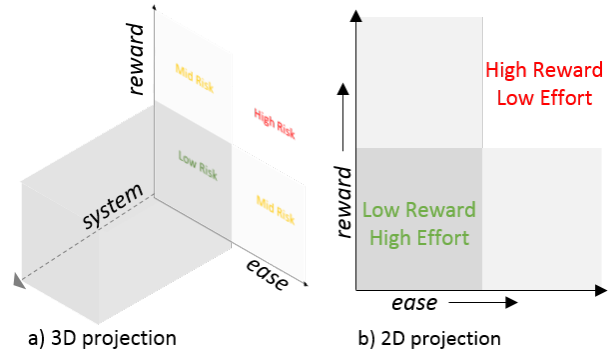 reward
Mid Risk
High Risk
Low Risk
Mid Risk
system
ease
a) 3D projection
High Reward
Low Effort
reward
Low Reward
High Effort
ease
b) 2D projection